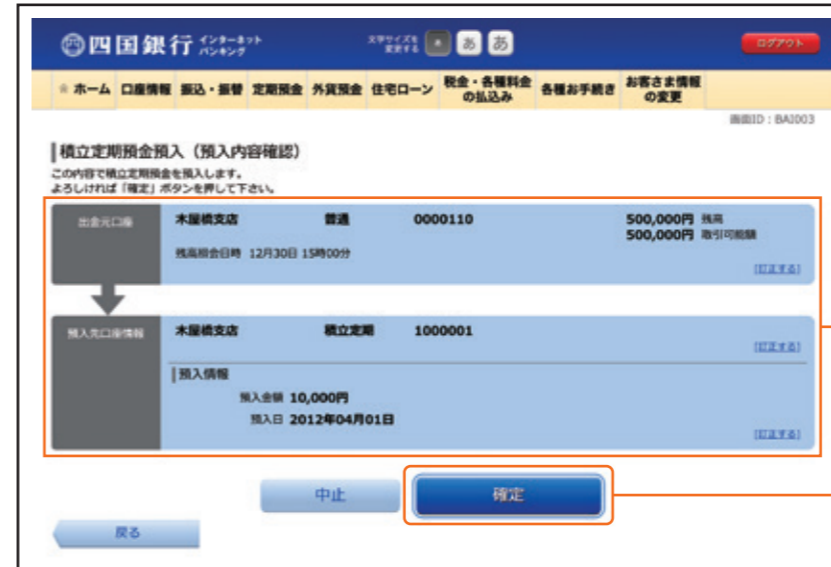 四国銀行 インターネット
バンキング
文字サイズを
変更する あ あ あ
ログアウト
ホーム 口座情報 振込・振替 定期預金 外貨預金 住宅ローン 税金・各種料金
の払込み 各種お手続き お客さま情報
の変更
画面ID:BAI003
積立定期預金預入(預入内容確認)
この内容で積立定期預金を預入します。
よろしければ「確定」ボタンを押して下さい。
出金元口座 木屋橋支店 普通 0000110 500,000円 残高
500,000円 取引可能額
残高照会日時 12月30日 15時00分
[訂正する]
預入先口座情報 木屋橋支店 積立定期 1000001
[訂正する]
預入情報
預入金額 10,000円
預入日 2012年04月01日
[訂正する]
中止 確定
戻る